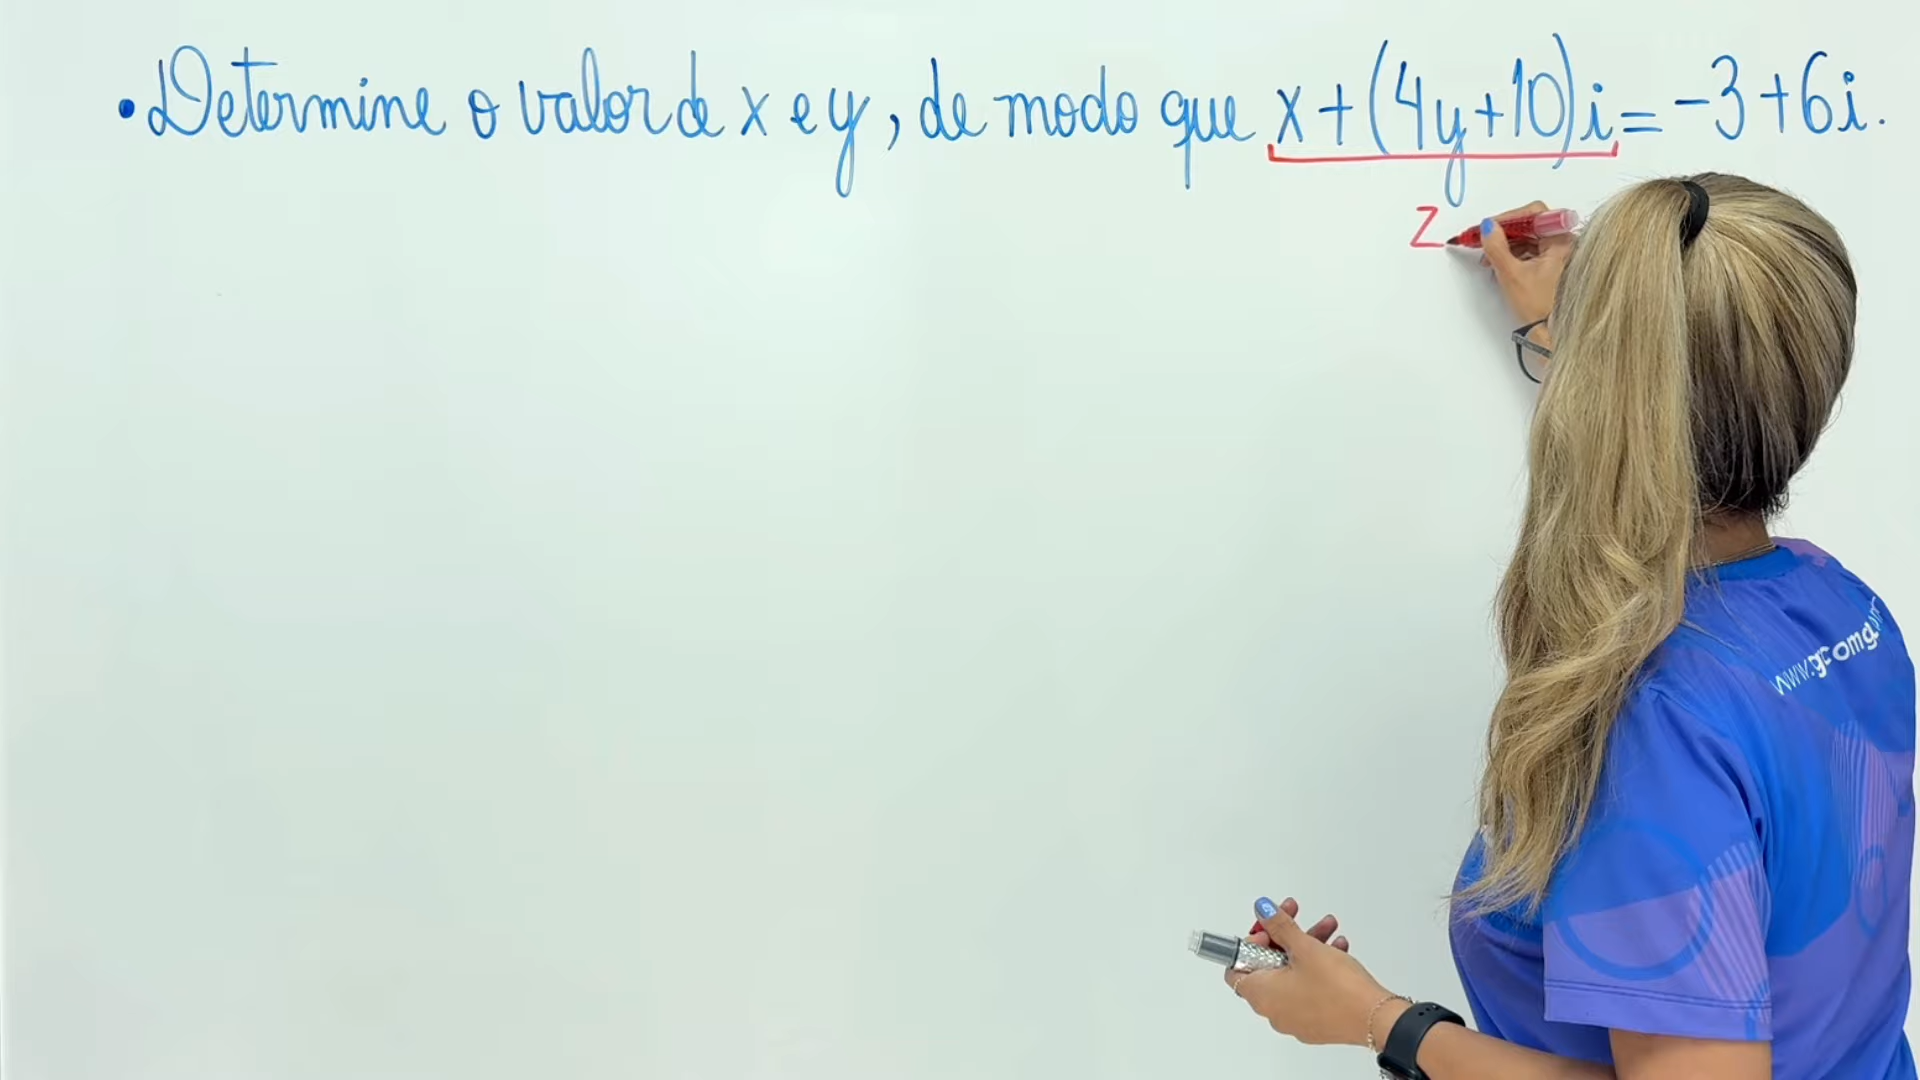 • Determine o valor de x e y, de modo que x + (4y + 10)i = -3 + 6i.
z